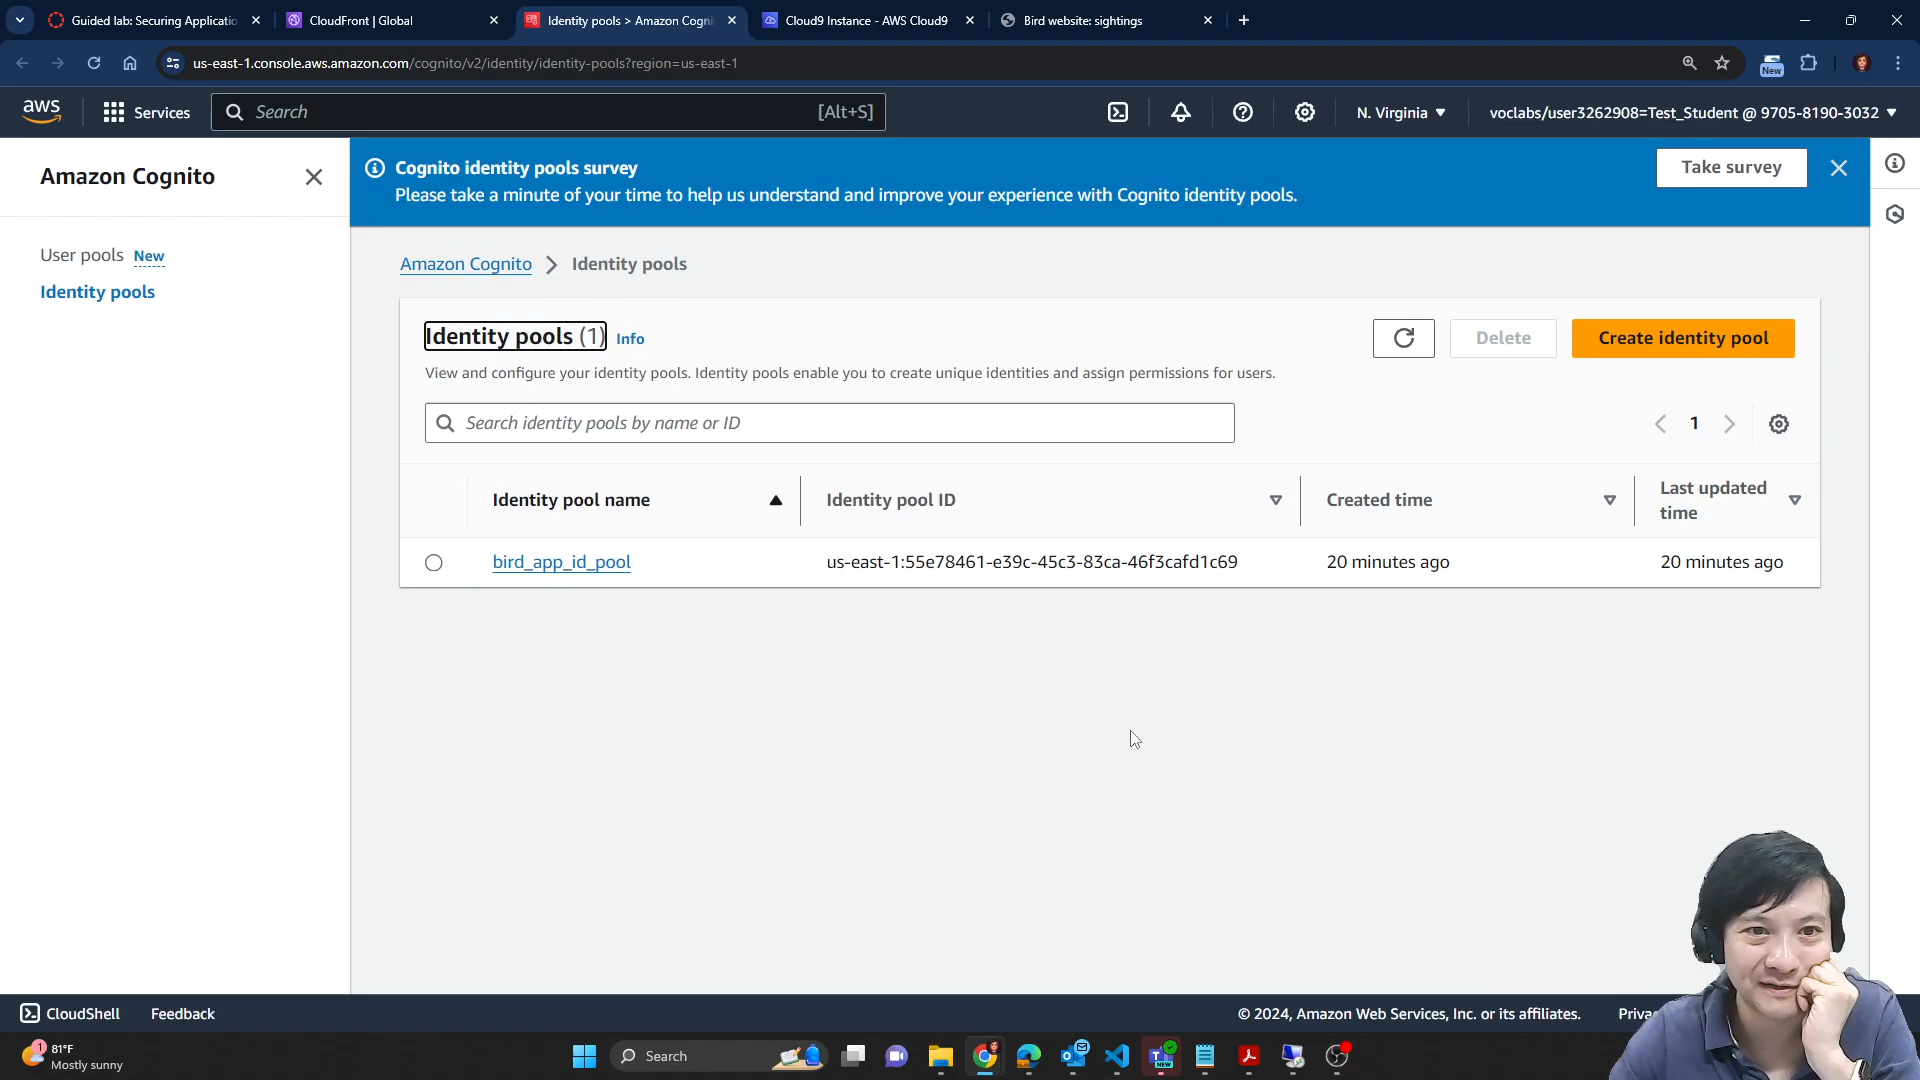 Guided lab: Securing Applicatio
CloudFront | Global
Identity pools > Amazon Cogni
Cloud9 Instance - AWS Cloud9
Bird website: sightings
us-east-1.console.aws.amazon.com/cognito/v2/identity/identity-pools?region=us-east-1
New
aws
Services
Search
[Alt+S]
N. Virginia
voclabs/user3262908=Test_Student @ 9705-8190-3032
Amazon Cognito
User pools New
Identity pools
Cognito identity pools survey
Please take a minute of your time to help us understand and improve your experience with Cognito identity pools.
Take survey
Amazon Cognito
Identity pools
Identity pools (1) Info
View and configure your identity pools. Identity pools enable you to create unique identities and assign permissions for users.
Delete
Create identity pool
Search identity pools by name or ID
1
Identity pool name
Identity pool ID
Created time
Last updated
time
bird_app_id_pool
us-east-1:55e78461-e39c-45c3-83ca-46f3cafd1c69
20 minutes ago
20 minutes ago
CloudShell
Feedback
© 2024, Amazon Web Services, Inc. or its affiliates.
Priva
1
81°F
Mostly sunny
Search
NEW